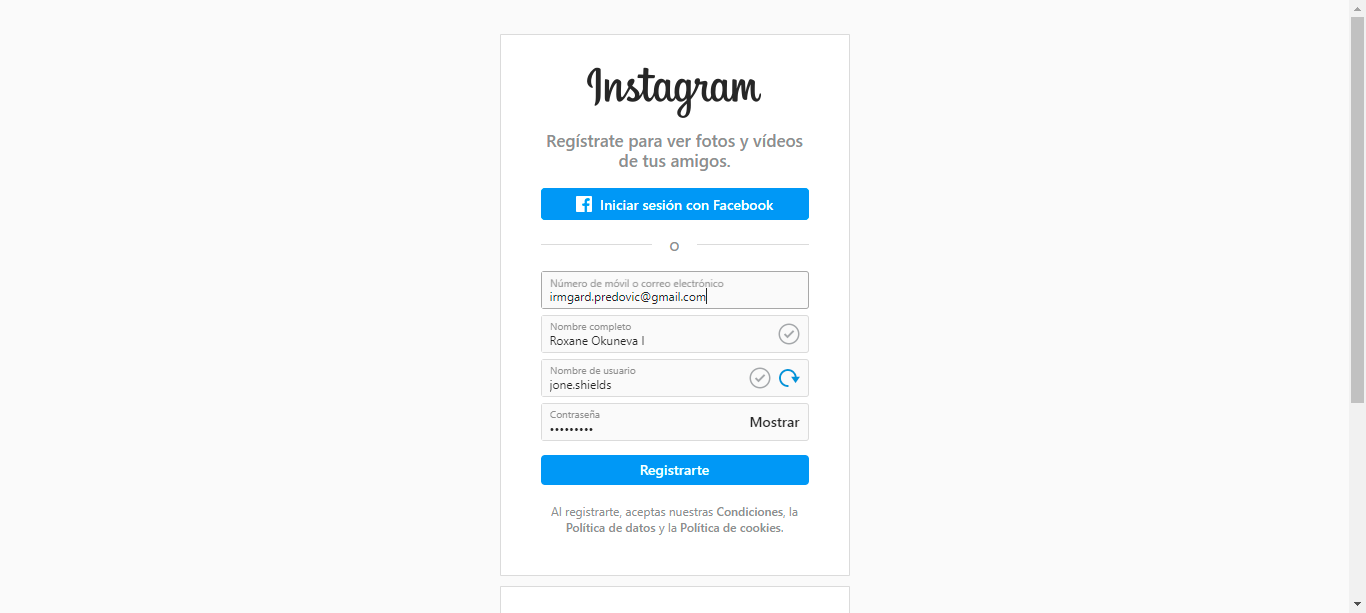 Instagram
Regístrate para ver fotos y vídeos
de tus amigos.
Iniciar sesión con Facebook
O
Número de móvil o correo electrónico
irmgard.predovic@gmail.com
Nombre completo
Roxane Okuneva I
Nombre de usuario
jone.shields
Contraseña
•••••••••
Mostrar
Registrarte
Al registrarte, aceptas nuestras Condiciones, la
Política de datos y la Política de cookies.